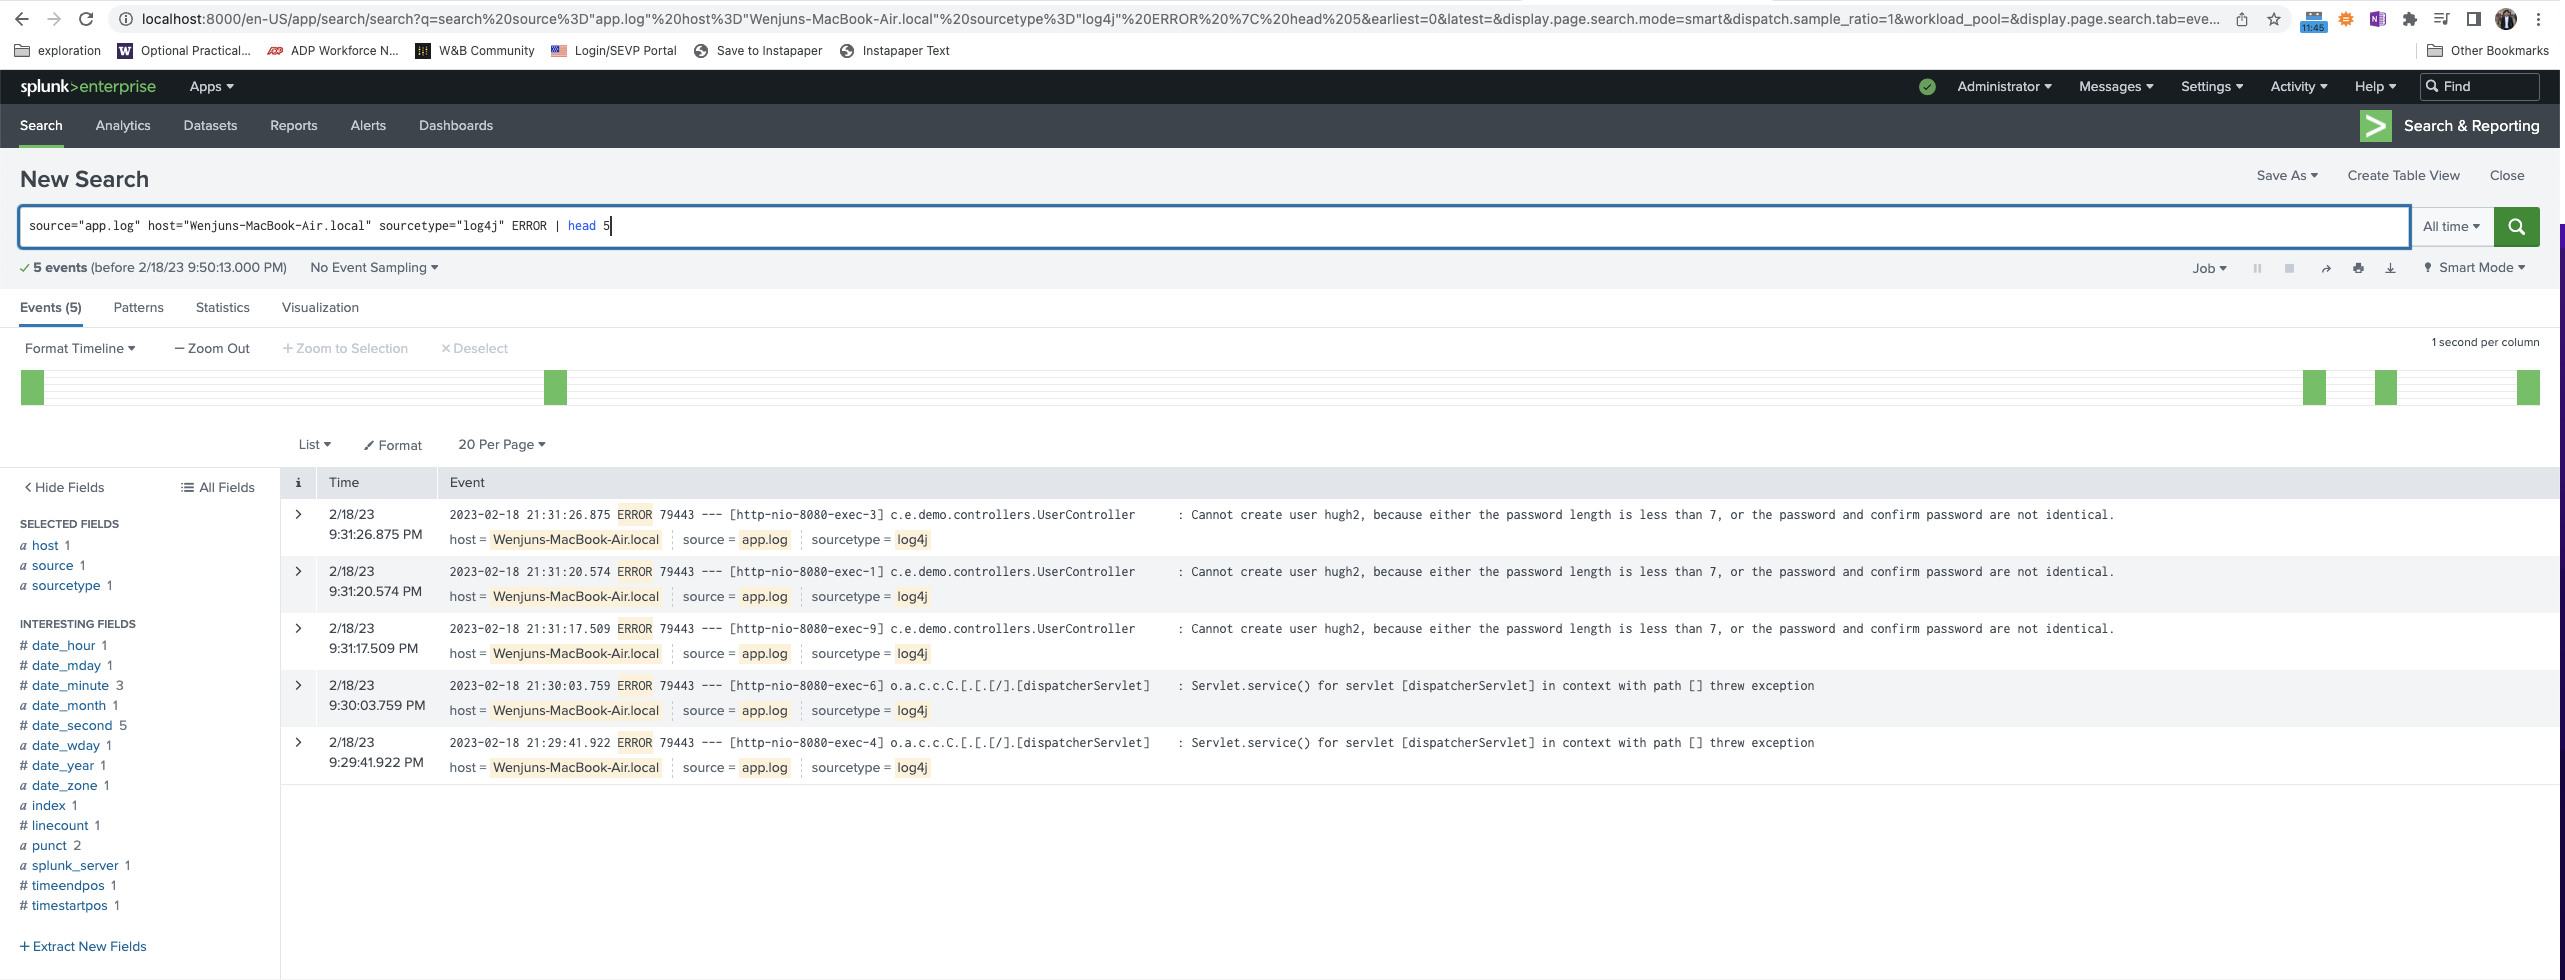 localhost:8000/en-US/app/search/search?q=search%20source%3D"app.log"%20host%3D"Wenjuns-MacBook-Air.local"%20sourcetype%3D"log4j"%20ERROR%20%7C%20head%205&earliest=0&latest=&display.page.search.mode=smart&dispatch.sample_ratio=1&workload_pool=&display.page.search.tab=eve...
11:45
exploration Optional Practical... ADP Workforce N... W&B Community Login/SEVP Portal Save to Instapaper Instapaper Text Other Bookmarks
splunk>enterprise Apps Administrator Messages Settings Activity Help Find
Search Analytics Datasets Reports Alerts Dashboards Search & Reporting
New Search Save As Create Table View Close
source="app.log" host="Wenjuns-MacBook-Air.local" sourcetype="log4j" ERROR | head 5 All time
5 events (before 2/18/23 9:50:13.000 PM) No Event Sampling Job Smart Mode
Events (5) Patterns Statistics Visualization
Format Timeline — Zoom Out + Zoom to Selection × Deselect 1 second per column
List Format 20 Per Page
< Hide Fields All Fields
SELECTED FIELDS
a host 1
a source 1
a sourcetype 1
INTERESTING FIELDS
# date_hour 1
# date_mday 1
# date_minute 3
a date_month 1
# date_second 5
a date_wday 1
# date_year 1
a date_zone 1
a index 1
# linecount 1
a punct 2
a splunk_server 1
# timeendpos 1
# timestartpos 1
+ Extract New Fields
i Time Event
2/18/23 2023-02-18 21:31:26.875 ERROR 79443 --- [http-nio-8080-exec-3] c.e.demo.controllers.UserController : Cannot create user hugh2, because either the password length is less than 7, or the password and confirm password are not identical.
9:31:26.875 PM host = Wenjuns-MacBook-Air.local source = app.log sourcetype = log4j
2/18/23 2023-02-18 21:31:20.574 ERROR 79443 --- [http-nio-8080-exec-1] c.e.demo.controllers.UserController : Cannot create user hugh2, because either the password length is less than 7, or the password and confirm password are not identical.
9:31:20.574 PM host = Wenjuns-MacBook-Air.local source = app.log sourcetype = log4j
2/18/23 2023-02-18 21:31:17.509 ERROR 79443 --- [http-nio-8080-exec-9] c.e.demo.controllers.UserController : Cannot create user hugh2, because either the password length is less than 7, or the password and confirm password are not identical.
9:31:17.509 PM host = Wenjuns-MacBook-Air.local source = app.log sourcetype = log4j
2/18/23 2023-02-18 21:30:03.759 ERROR 79443 --- [http-nio-8080-exec-6] o.a.c.c.C.[.[.[/].[dispatcherServlet] : Servlet.service() for servlet [dispatcherServlet] in context with path [] threw exception
9:30:03.759 PM host = Wenjuns-MacBook-Air.local source = app.log sourcetype = log4j
2/18/23 2023-02-18 21:29:41.922 ERROR 79443 --- [http-nio-8080-exec-4] o.a.c.c.C.[.[.[/].[dispatcherServlet] : Servlet.service() for servlet [dispatcherServlet] in context with path [] threw exception
9:29:41.922 PM host = Wenjuns-MacBook-Air.local source = app.log sourcetype = log4j